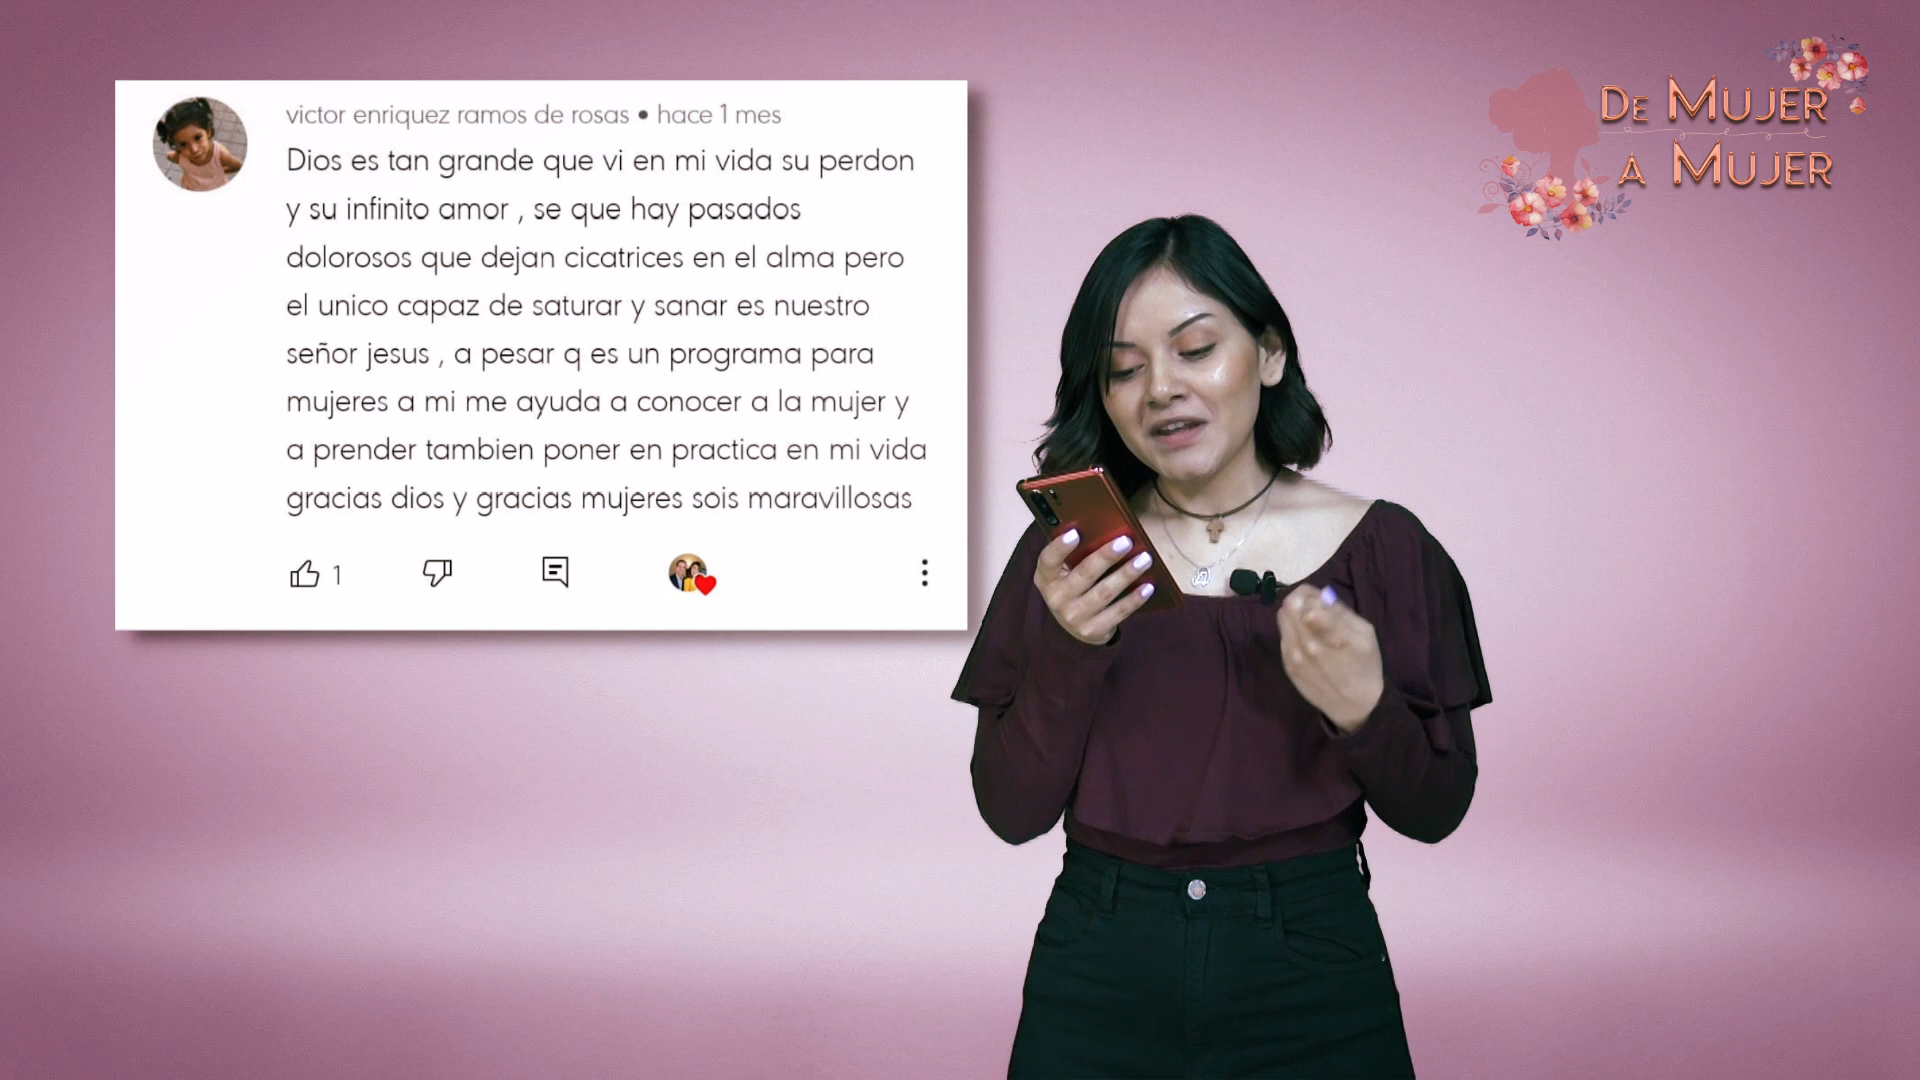 victor enriquez ramos de rosas • hace 1 mes
Dios es tan grande que vi en mi vida su perdon
y su infinito amor , se que hay pasados
dolorosos que dejan cicatrices en el alma pero
el unico capaz de saturar y sanar es nuestro
señor jesus , a pesar q es un programa para
mujeres a mi me ayuda a conocer a la mujer y
a prender tambien poner en practica en mi vida
gracias dios y gracias mujeres sois maravillosas
1
DE MUJER
A MUJER